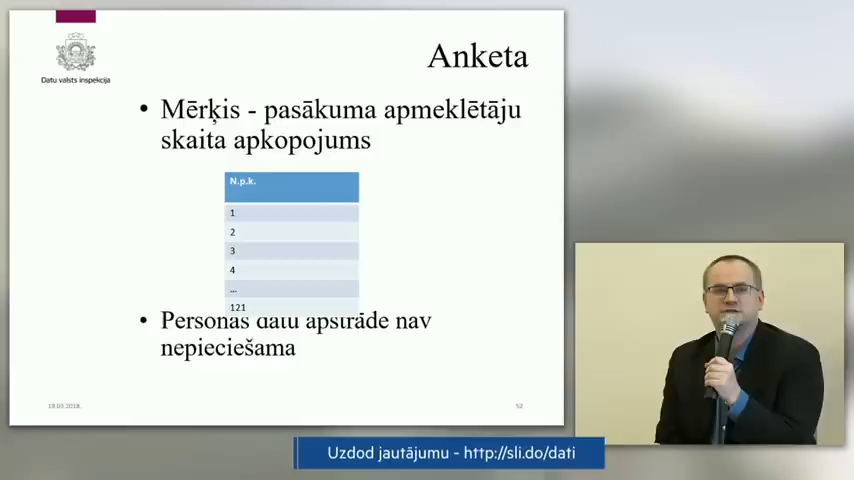 Datu valsts inspekcija
Anketa
• Mērķis - pasākuma apmeklētāju
skaita apkopojums
N.p.k.
1
2
3
4
...
121
• Personas datu apstrāde nav
nepieciešama
19.03.2018.
52
Uzdod jautājumu - http://sli.do/dati